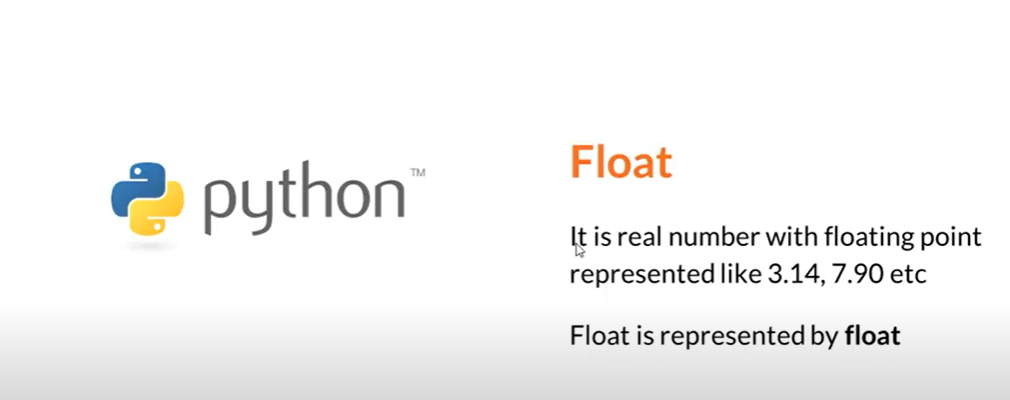 python™
Float
It is real number with floating point
represented like 3.14, 7.90 etc
Float is represented by float